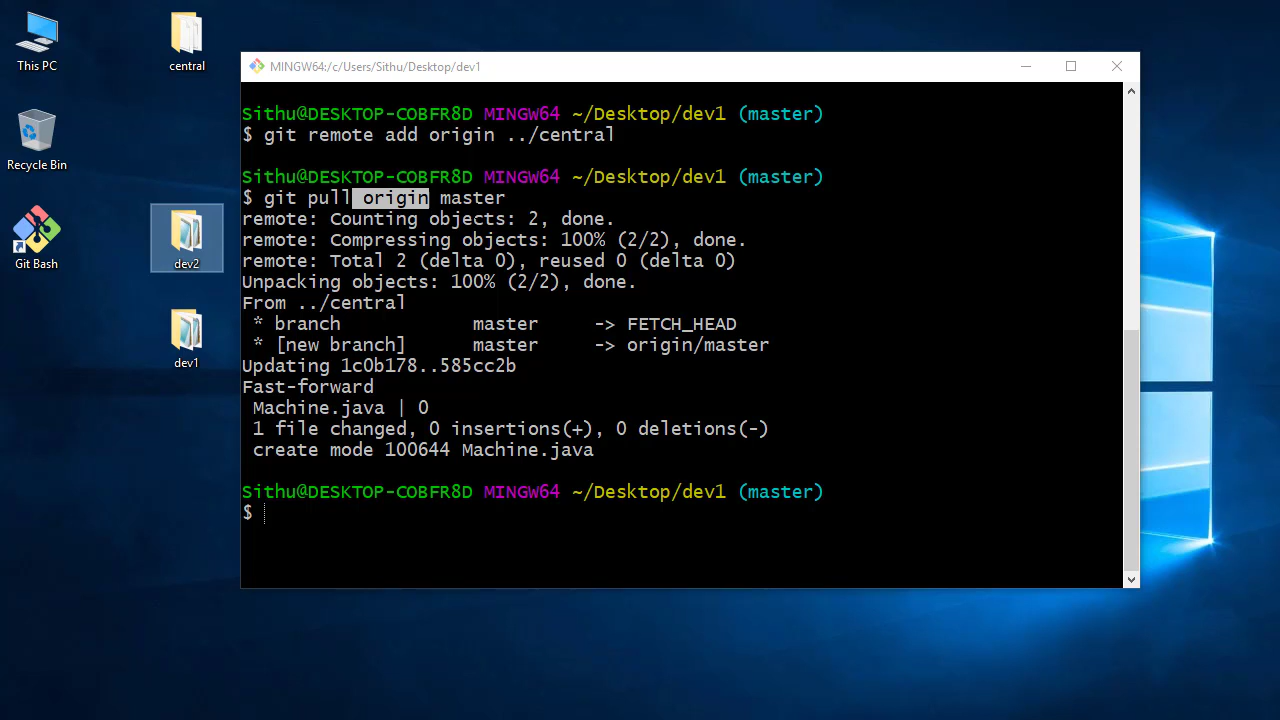 This PC
central
Recycle Bin
Git Bash
dev2
dev1
MINGW64:/c/Users/Sithu/Desktop/dev1
Sithu@DESKTOP-COBFR8D MINGW64 ~/Desktop/dev1 (master)
$ git remote add origin ../central
Sithu@DESKTOP-COBFR8D MINGW64 ~/Desktop/dev1 (master)
$ git pull origin master
remote: Counting objects: 2, done.
remote: Compressing objects: 100% (2/2), done.
remote: Total 2 (delta 0), reused 0 (delta 0)
Unpacking objects: 100% (2/2), done.
From ../central
 * branch            master     -> FETCH_HEAD
 * [new branch]      master     -> origin/master
Updating 1c0b178..585cc2b
Fast-forward
 Machine.java | 0
 1 file changed, 0 insertions(+), 0 deletions(-)
 create mode 100644 Machine.java
Sithu@DESKTOP-COBFR8D MINGW64 ~/Desktop/dev1 (master)
$